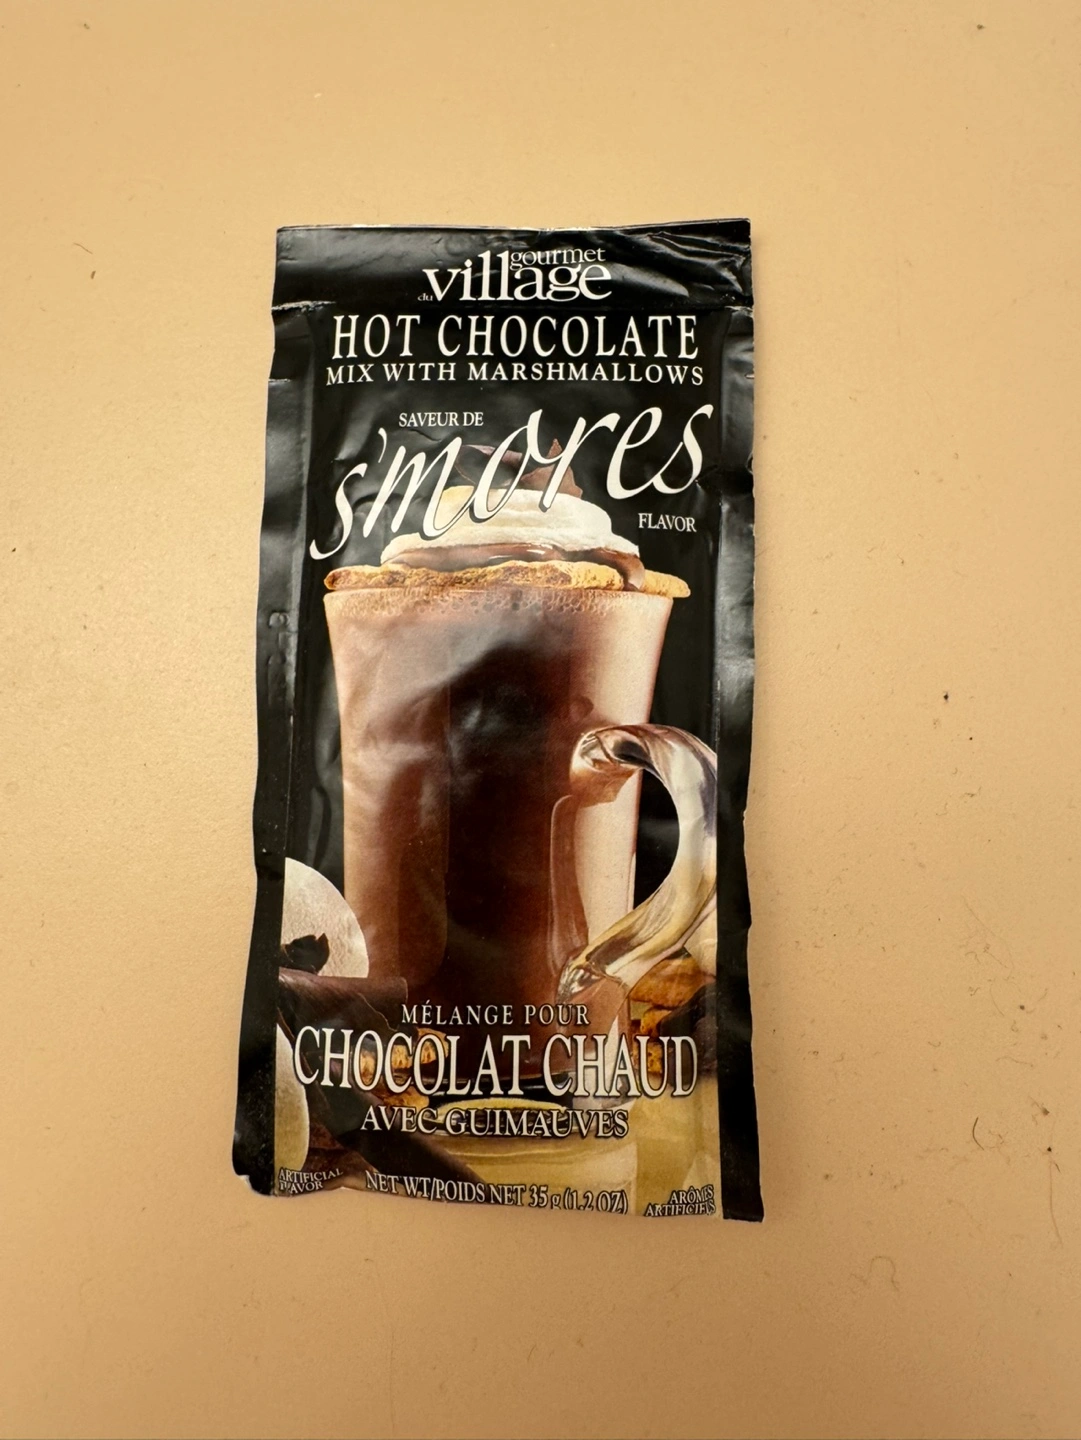 gourmet
du village
HOT CHOCOLATE
MIX WITH MARSHMALLOWS
SAVEUR DE
s'mores
FLAVOR
MÉLANGE POUR
CHOCOLAT CHAUD
AVEC GUIMAUVES
ARTIFICIAL
FLAVOR
NET WT/POIDS NET 35 g (1.2 OZ)
ARÔMES
ARTIFICIELS